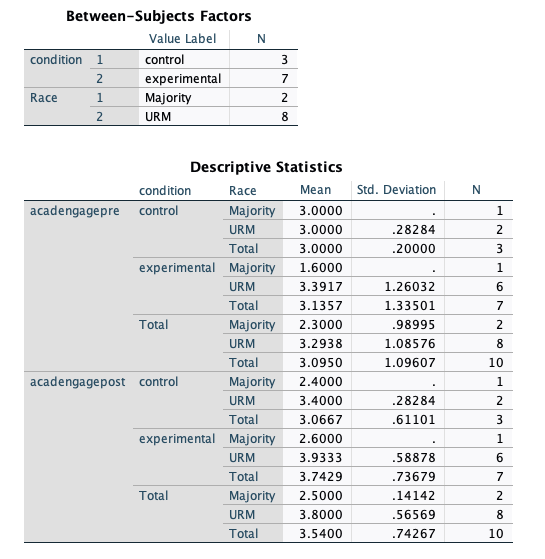 Between-Subjects Factors
Value Label N
condition 1 control 3
2 experimental 7
Race 1 Majority 2
2 URM 8
Descriptive Statistics
condition Race Mean Std. Deviation N
acadengagepre control Majority 3.0000 . 1
URM 3.0000 .28284 2
Total 3.0000 .20000 3
experimental Majority 1.6000 . 1
URM 3.3917 1.26032 6
Total 3.1357 1.33501 7
Total Majority 2.3000 .98995 2
URM 3.2938 1.08576 8
Total 3.0950 1.09607 10
acadengagepost control Majority 2.4000 . 1
URM 3.4000 .28284 2
Total 3.0667 .61101 3
experimental Majority 2.6000 . 1
URM 3.9333 .58878 6
Total 3.7429 .73679 7
Total Majority 2.5000 .14142 2
URM 3.8000 .56569 8
Total 3.5400 .74267 10